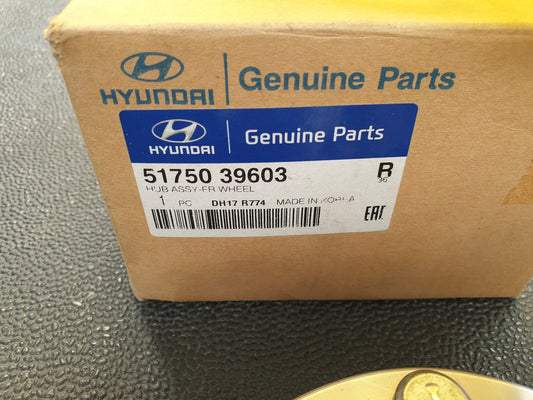 HYUNDAI
Genuine Parts
HYUNDAI
Genuine Parts
51750 39603
R
36
HUB ASSY-FR WHEEL
1 PC DH17 R774 MADE IN KOREA
EAC